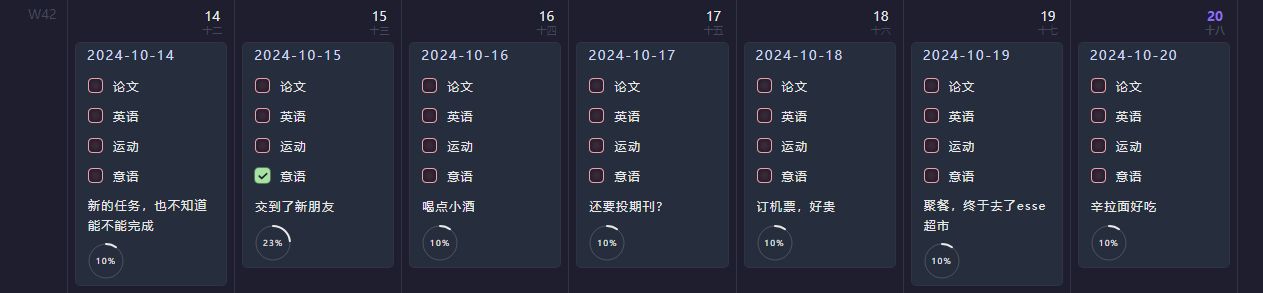 W42
14
十二
2024-10-14
论文
英语
运动
意语
新的任务，也不知道
能不能完成
10%
15
十三
2024-10-15
论文
英语
运动
意语
交到了新朋友
23%
16
十四
2024-10-16
论文
英语
运动
意语
喝点小酒
10%
17
十五
2024-10-17
论文
英语
运动
意语
还要投期刊？
10%
18
十六
2024-10-18
论文
英语
运动
意语
订机票，好贵
10%
19
十七
2024-10-19
论文
英语
运动
意语
聚餐，终于去了esse
超市
10%
20
十八
2024-10-20
论文
英语
运动
意语
辛拉面好吃
10%